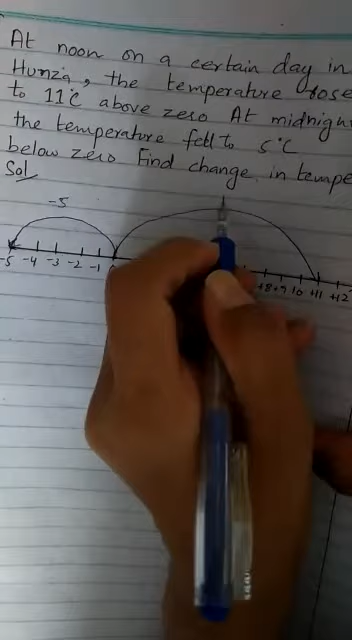 At noon on a certain day in
Hunza, the temperature rose
to 11°C above zero At midnigh
the temperature fell to 5°C
below zero Find change in tempe
Sol
-5
-5 -4 -3 -2 -1 +8 +9 10 +11 +12